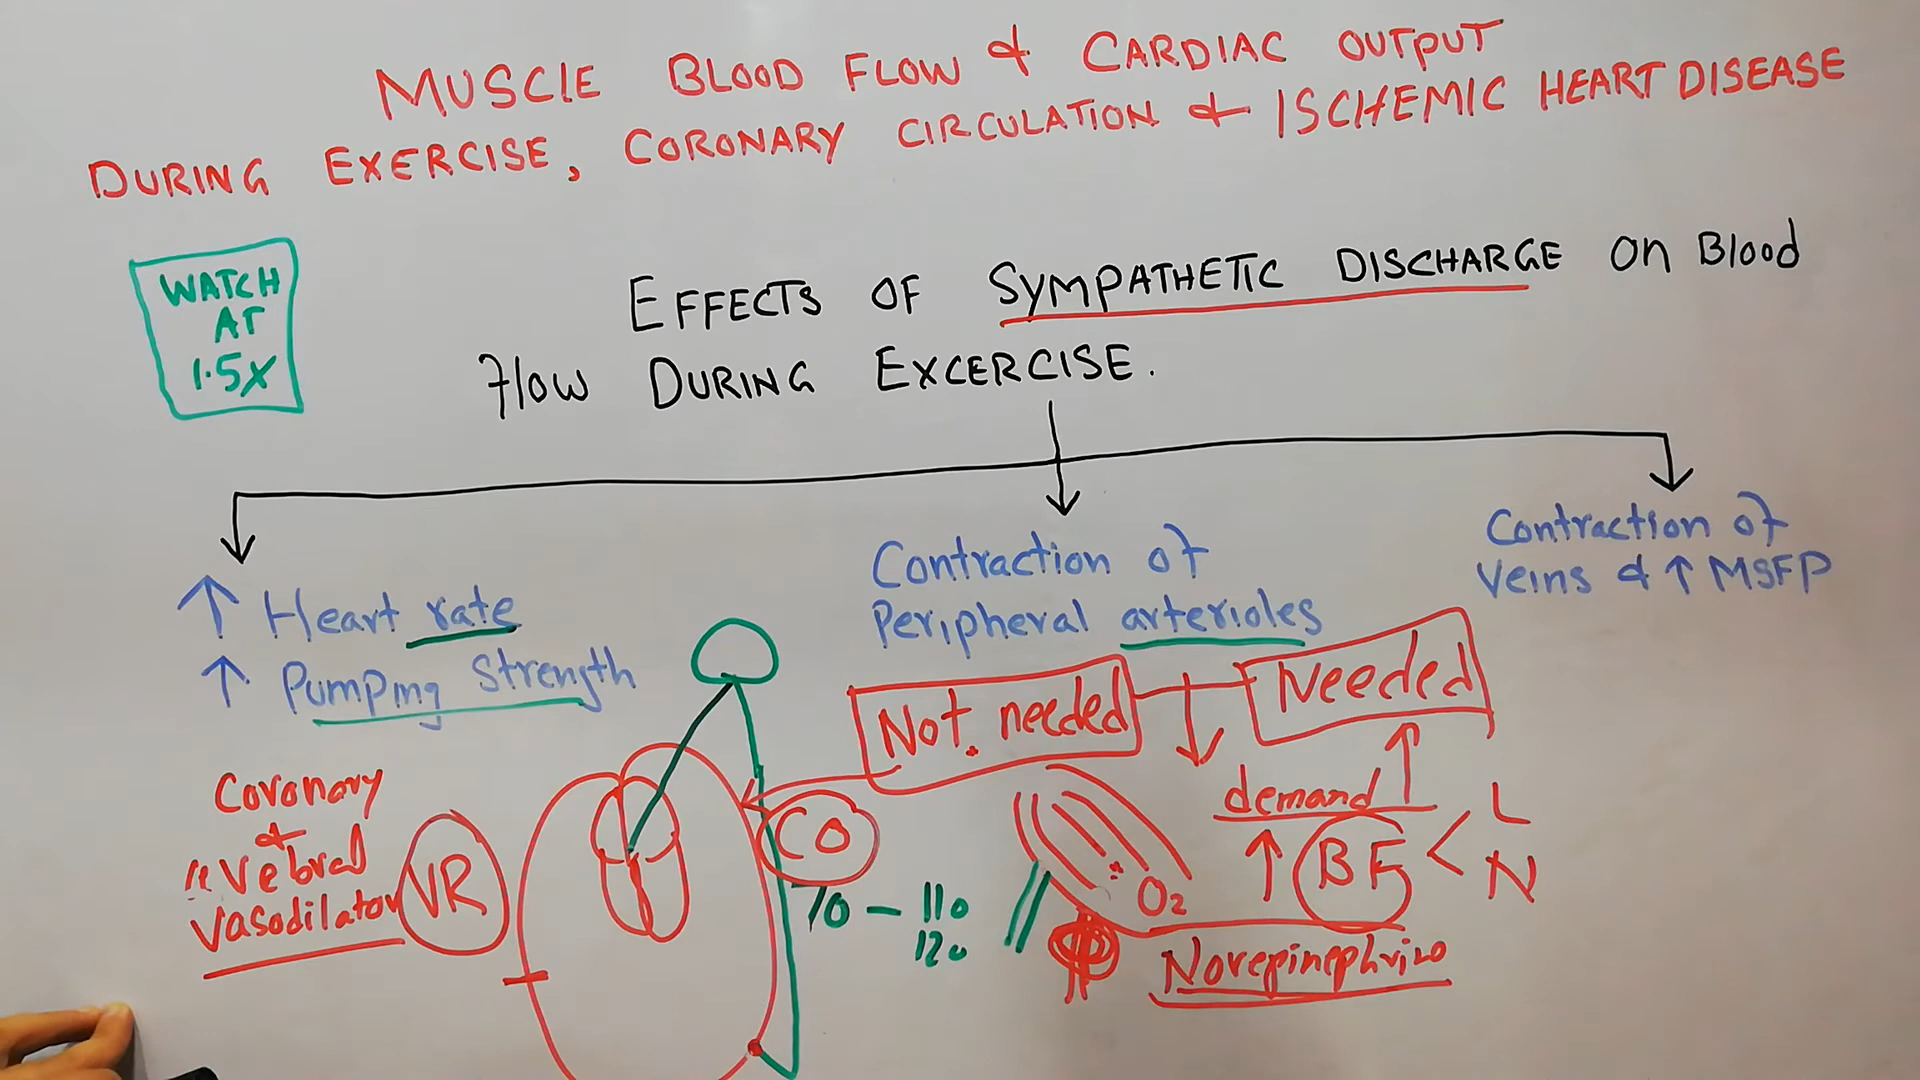 MUSCLE BLOOD FLOW & CARDIAC OUTPUT
DURING EXERCISE, CORONARY CIRCULATION & ISCHEMIC HEART DISEASE
WATCH
AT
1.5X
EFFECTS OF SYMPATHETIC DISCHARGE On Blood
Flow DURING EXCERCISE.
↑ Heart rate
↑ Pumping Strength
Contraction of
Peripheral arterioles
Contraction of
veins & ↑ MSFP
Not needed
Needed
Coronary
&
vasodilator
VR
CO
70 - 110
120
demand ↑
↑ BF < L
N
O2